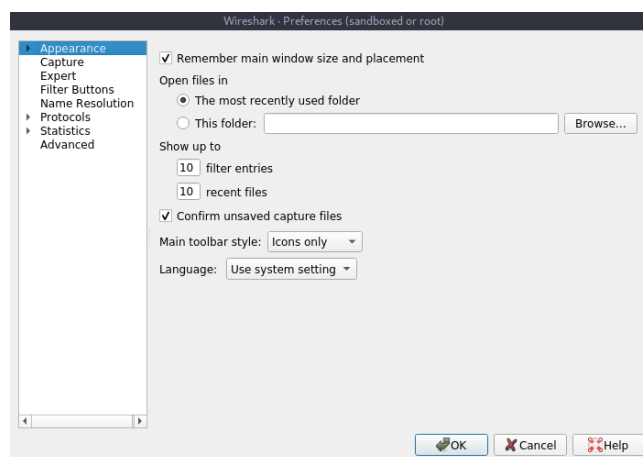 Wireshark · Preferences (sandboxed or root)
Appearance
Capture
Expert
Filter Buttons
Name Resolution
Protocols
Statistics
Advanced
Remember main window size and placement
Open files in
The most recently used folder
This folder:
Browse...
Show up to
10 filter entries
10 recent files
Confirm unsaved capture files
Main toolbar style: Icons only
Language: Use system setting
OK
Cancel
Help